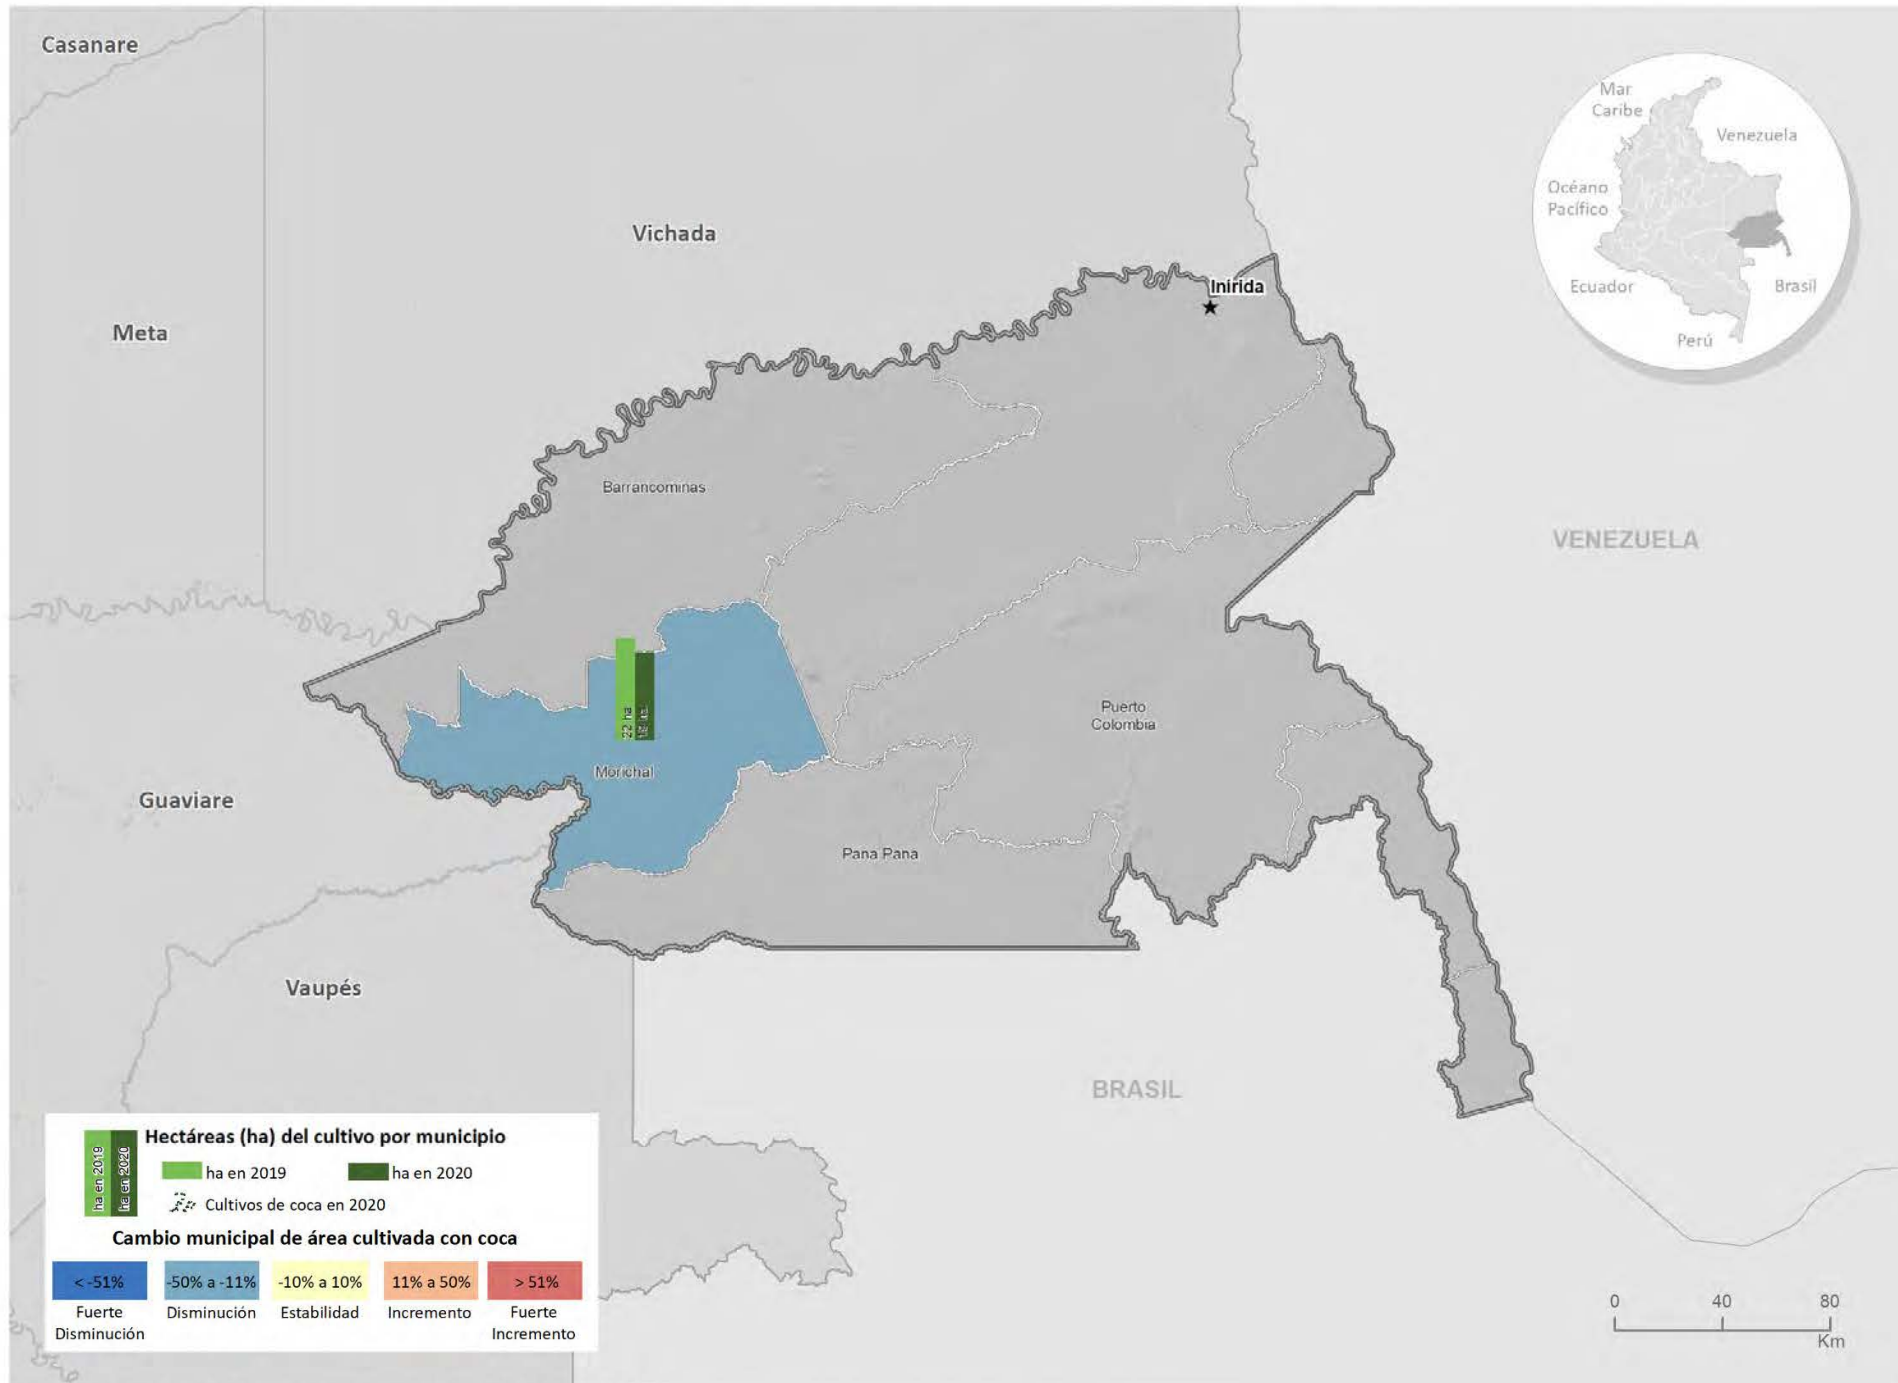 Casanare
Mar
Caribe
Venezuela
Océano
Pacífico
Vichada
Inírida
Ecuador
Brasil
Meta
Perú
Barrancominas
VENEZUELA
22 ha
Puerto
Colombia
Morichal
Guaviare
Pana Pana
Vaupés
BRASIL
Hectáreas (ha) del cultivo por municipio
ha en 2019
ha en 2020
ha en 2019
ha en 2020
Cultivos de coca en 2020
Cambio municipal de área cultivada con coca
< -51%
-50% a -11%
-10% a 10%
11% a 50%
> 51%
Fuerte
Disminución
Disminución
Estabilidad
Incremento
Fuerte
Incremento
0
40
80
Km